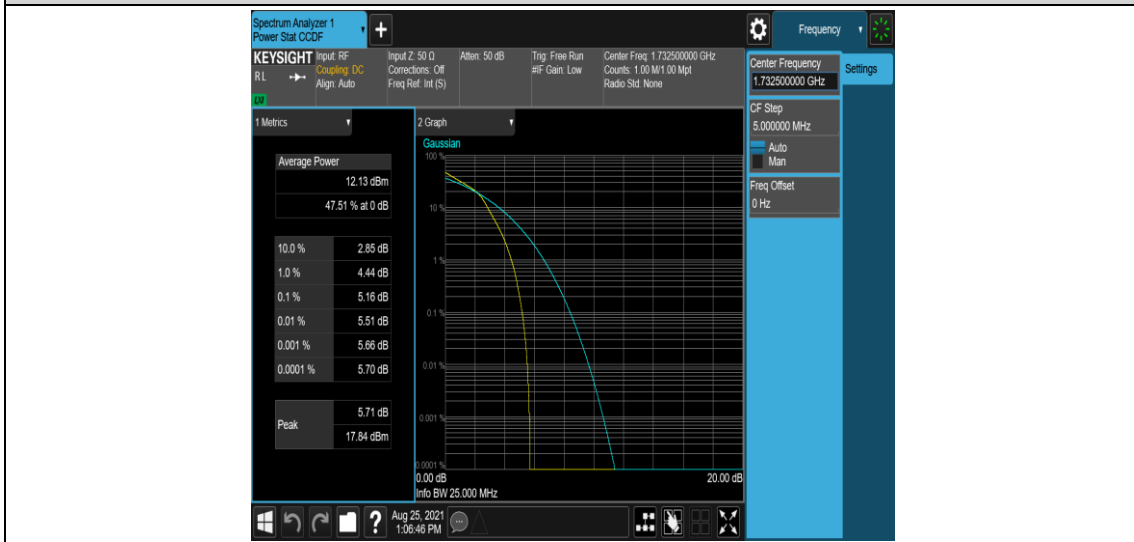 Spectrum Analyzer 1
Power Stat CCDF
Frequency
KEYSIGHT
RL
LXI
Input: RF
Coupling: DC
Align: Auto
Input Z: 50 Ω
Corrections: Off
Freq Ref: Int (S)
Atten: 50 dB
Trig: Free Run
#IF Gain: Low
Center Freq: 1.732500000 GHz
Counts: 1.00 M/1.00 Mpt
Radio Std: None
Center Frequency
1.732500000 GHz
Settings
CF Step
5.000000 MHz
Auto
Man
Freq Offset
0 Hz
1 Metrics
Average Power
12.13 dBm
47.51 % at 0 dB
10.0 % 2.85 dB
1.0 % 4.44 dB
0.1 % 5.16 dB
0.01 % 5.51 dB
0.001 % 5.66 dB
0.0001 % 5.70 dB
Peak
5.71 dB
17.84 dBm
2 Graph
Gaussian
100 %
10 %
1 %
0.1 %
0.01 %
0.001 %
0.0001 %
0.00 dB 20.00 dB
Info BW 25.000 MHz
?
Aug 25, 2021
1:06:46 PM